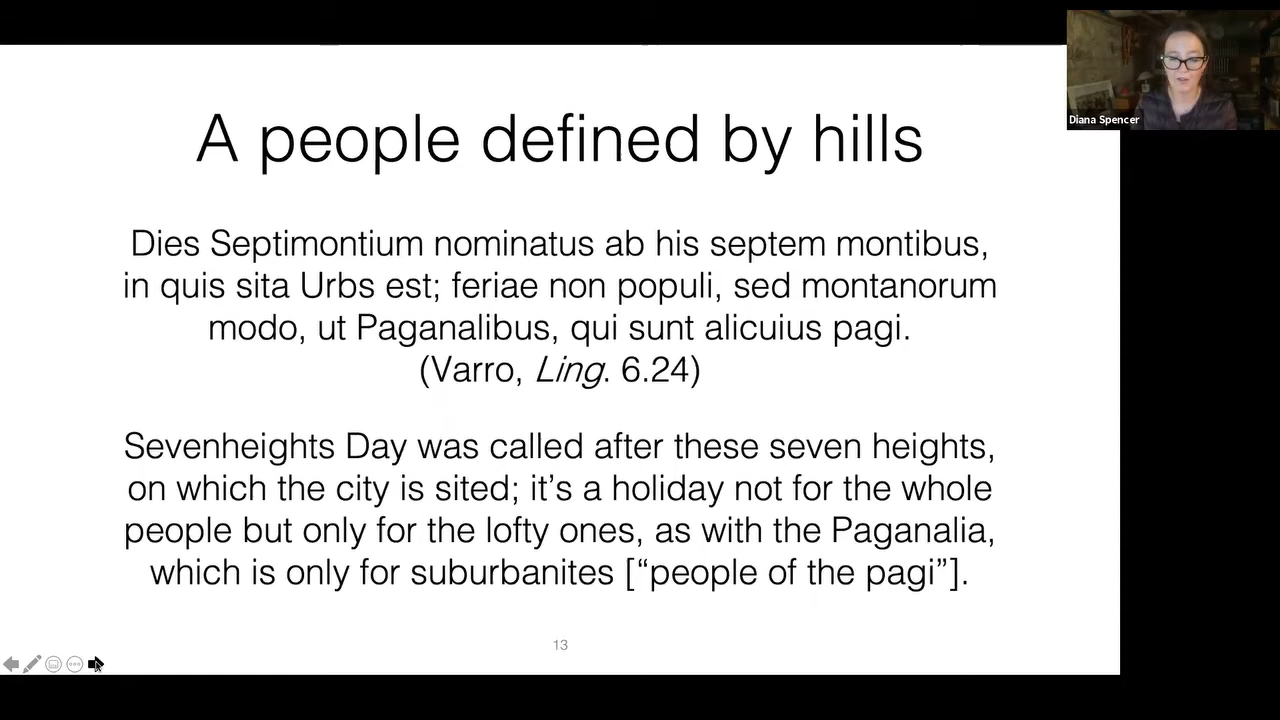 Diana Spencer
A people defined by hills
Dies Septimontium nominatus ab his septem montibus,
in quis sita Urbs est; feriae non populi, sed montanorum
modo, ut Paganalibus, qui sunt alicuius pagi.
(Varro, Ling. 6.24)
Sevenheights Day was called after these seven heights,
on which the city is sited; it’s a holiday not for the whole
people but only for the lofty ones, as with the Paganalia,
which is only for suburbanites [“people of the pagi”].
13